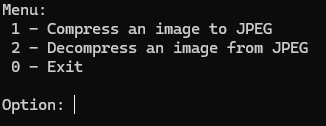 Menu:
1 - Compress an image to JPEG
2 - Decompress an image from JPEG
0 - Exit
Option: